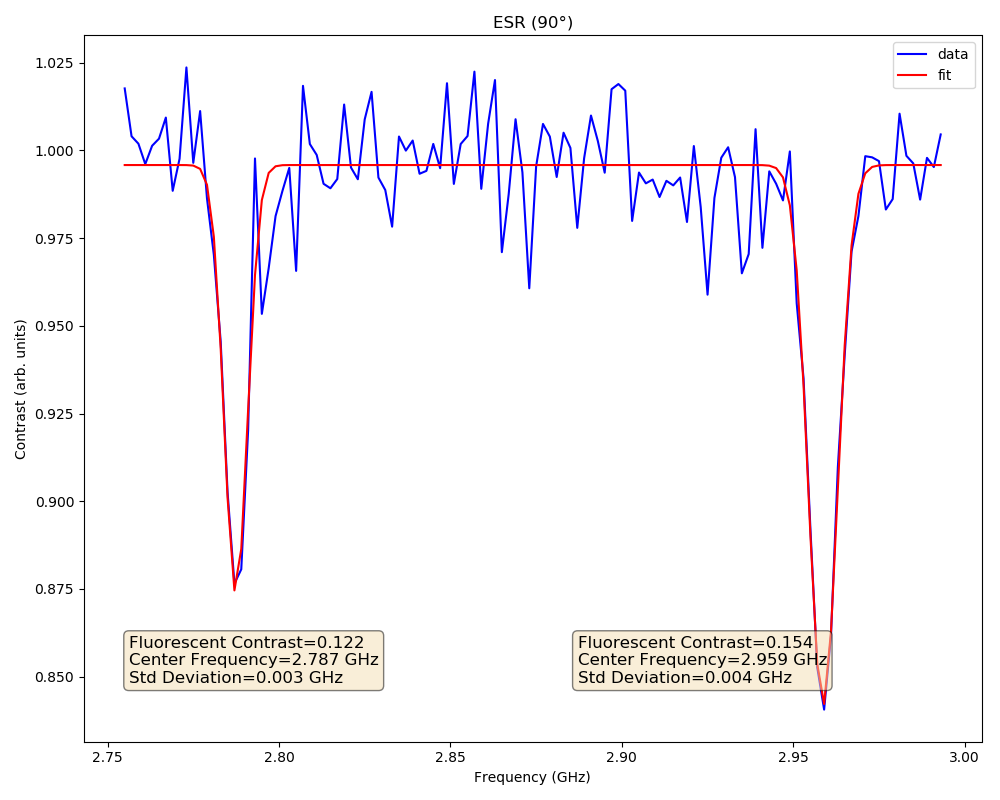 ESR (90°)
data
fit
1.025
1.000
0.975
0.950
0.925
0.900
0.875
0.850
Contrast (arb. units)
Fluorescent Contrast=0.122
Center Frequency=2.787 GHz
Std Deviation=0.003 GHz
Fluorescent Contrast=0.154
Center Frequency=2.959 GHz
Std Deviation=0.004 GHz
2.75
2.80
2.85
2.90
2.95
3.00
Frequency (GHz)